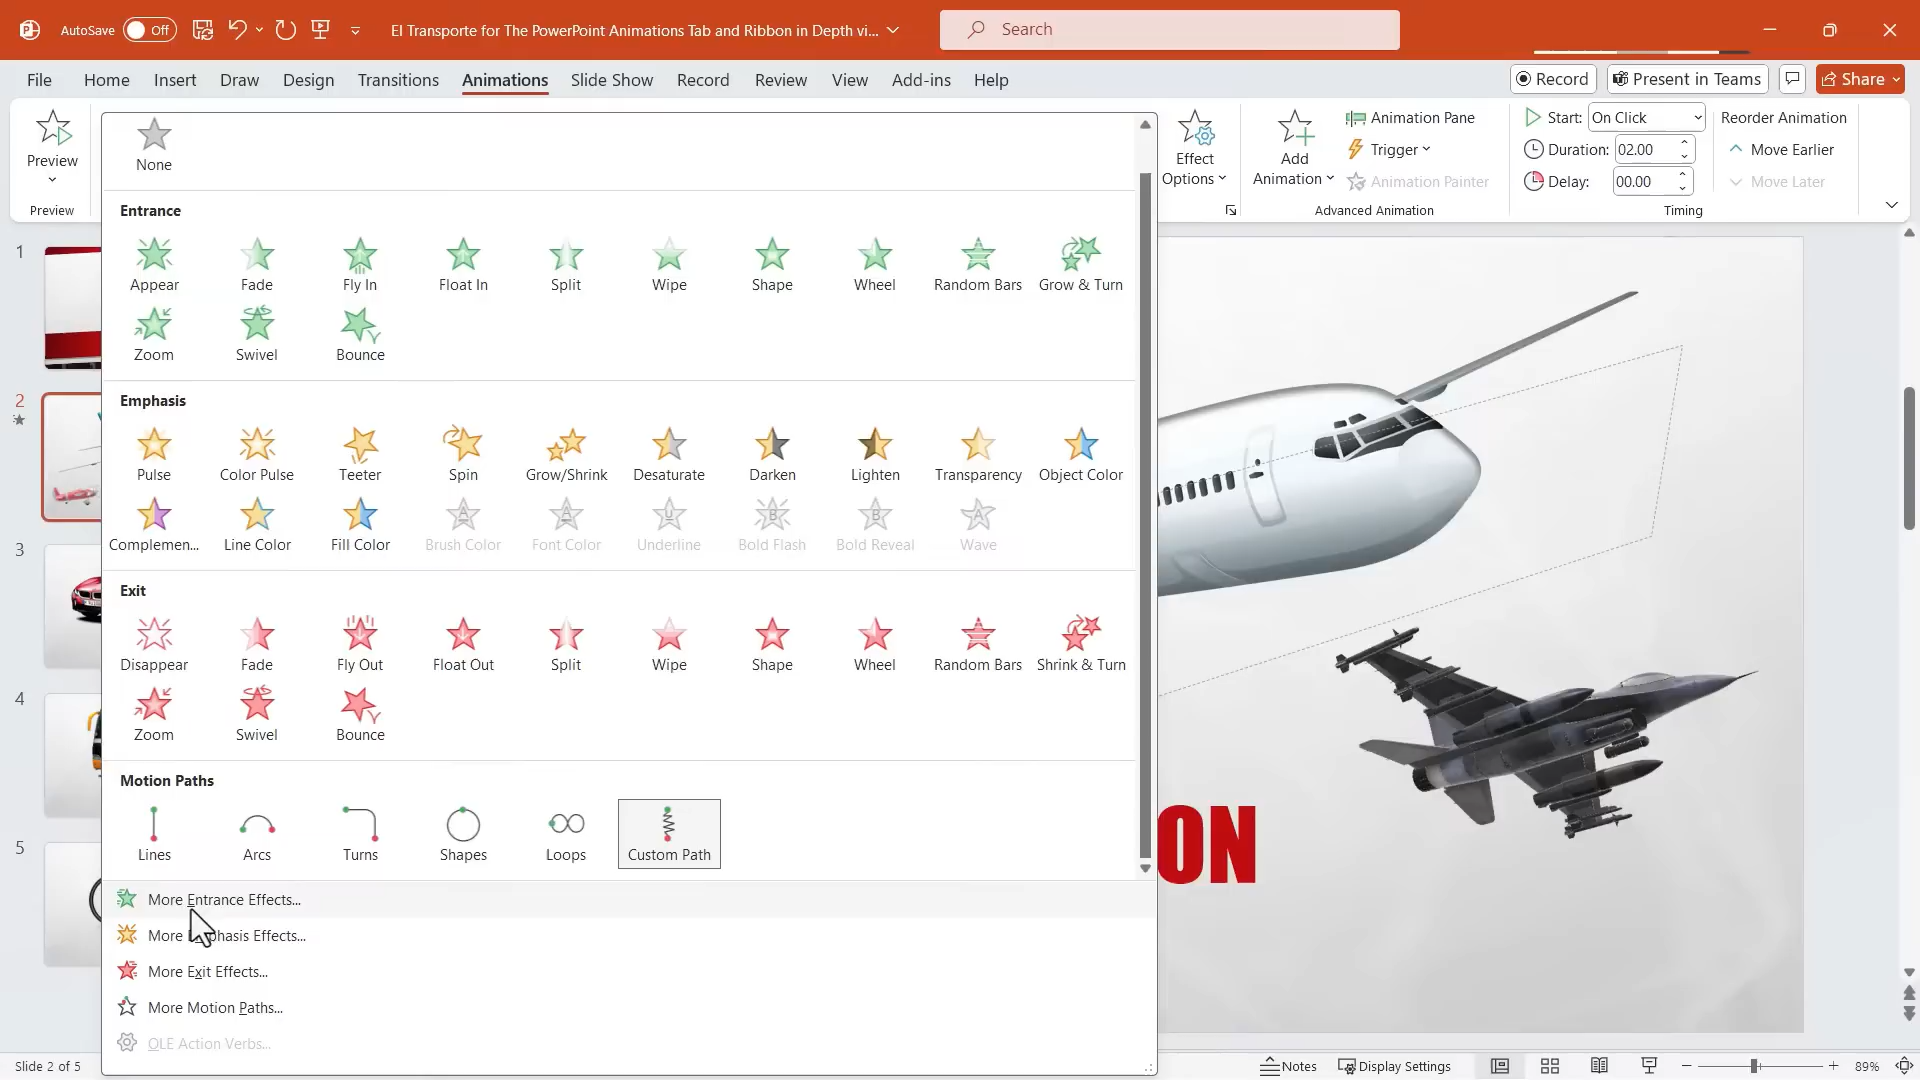 AutoSave Off El Transporte for The PowerPoint Animations Tab and Ribbon in Depth vi... Search
File Home Insert Draw Design Transitions Animations Slide Show Record Review View Add-ins Help Record Present in Teams Share
Preview
Preview
Effect Options
Add Animation
Animation Pane
Trigger
Animation Painter
Advanced Animation
Start: On Click
Duration: 02.00
Delay: 00.00
Timing
Reorder Animation
Move Earlier
Move Later
None
Entrance
Appear Fade Fly In Float In Split Wipe Shape Wheel Random Bars Grow & Turn
Zoom Swivel Bounce
Emphasis
Pulse Color Pulse Teeter Spin Grow/Shrink Desaturate Darken Lighten Transparency Object Color
Complemen... Line Color Fill Color Brush Color Font Color Underline Bold Flash Bold Reveal Wave
Exit
Disappear Fade Fly Out Float Out Split Wipe Shape Wheel Random Bars Shrink & Turn
Zoom Swivel Bounce
Motion Paths
Lines Arcs Turns Shapes Loops Custom Path
More Entrance Effects...
More Emphasis Effects...
More Exit Effects...
More Motion Paths...
OLE Action Verbs...
1
2
3
4
5
ON
Slide 2 of 5 Notes Display Settings 89%